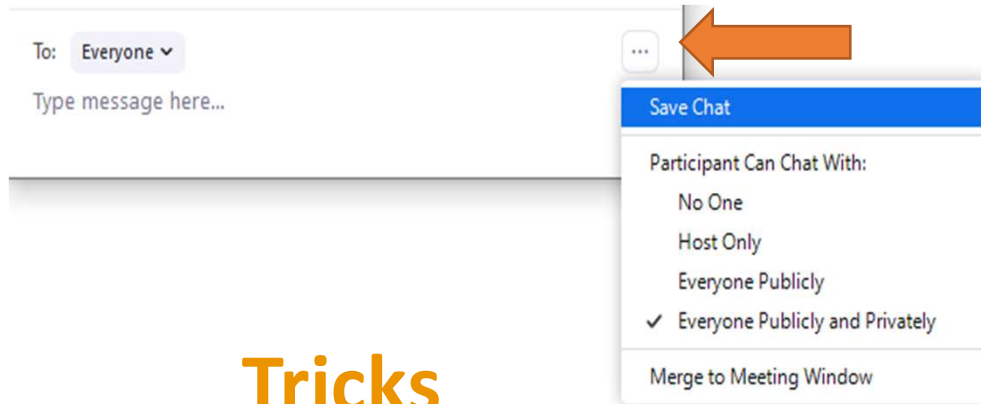 To: Everyone
...
Type message here...
Save Chat
Participant Can Chat With:
No One
Host Only
Everyone Publicly
✓ Everyone Publicly and Privately
Merge to Meeting Window
Tricks